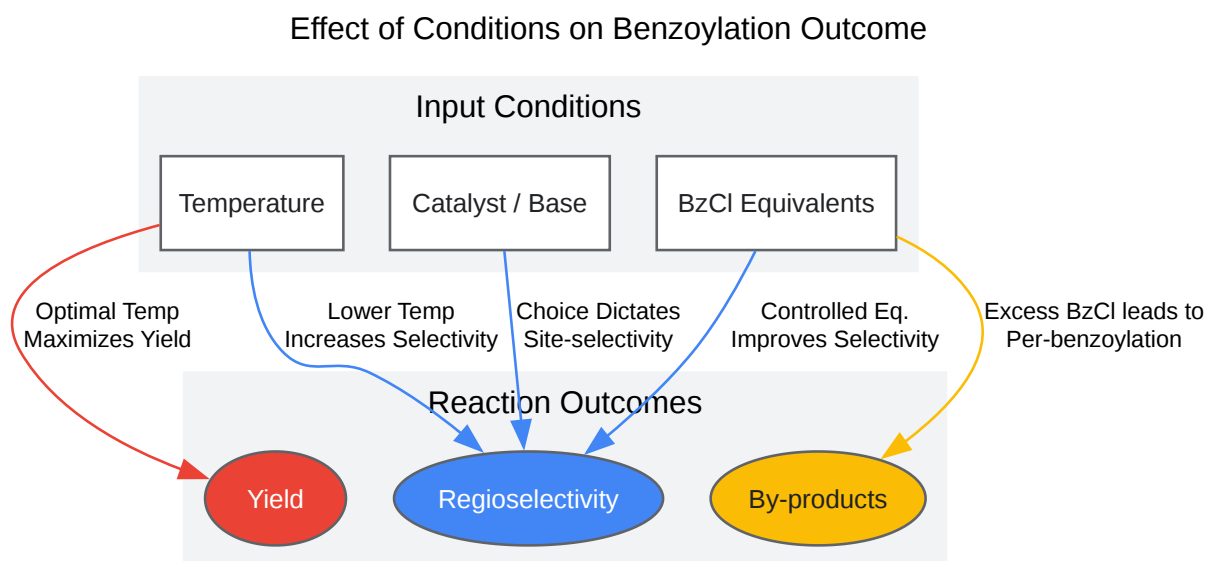 Effect of Conditions on Benzoylation Outcome
Input Conditions
Temperature
Catalyst / Base
BzCl Equivalents
Optimal Temp
Maximizes Yield
Lower Temp
Increases Selectivity
Choice Dictates
Site-selectivity
Controlled Eq.
Improves Selectivity
Excess BzCl leads to
Per-benzoylation
Reaction Outcomes
Yield
Regioselectivity
By-products